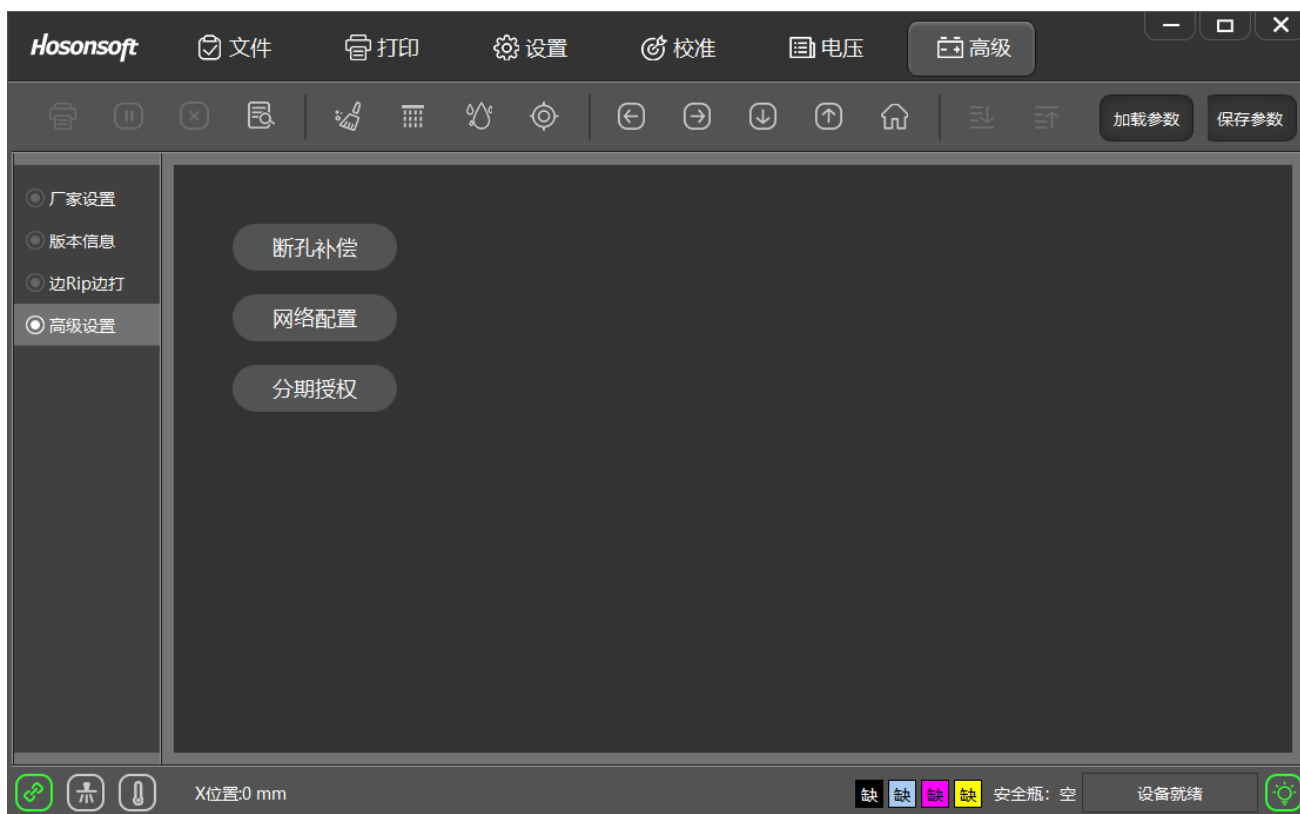 Hosonsoft 文件 打印 设置 校准 电压 高级
加载参数 保存参数
厂家设置
版本信息
边Rip边打
高级设置
断孔补偿
网络配置
分期授权
X位置:0 mm 缺 缺 缺 缺 安全瓶: 空 设备就绪